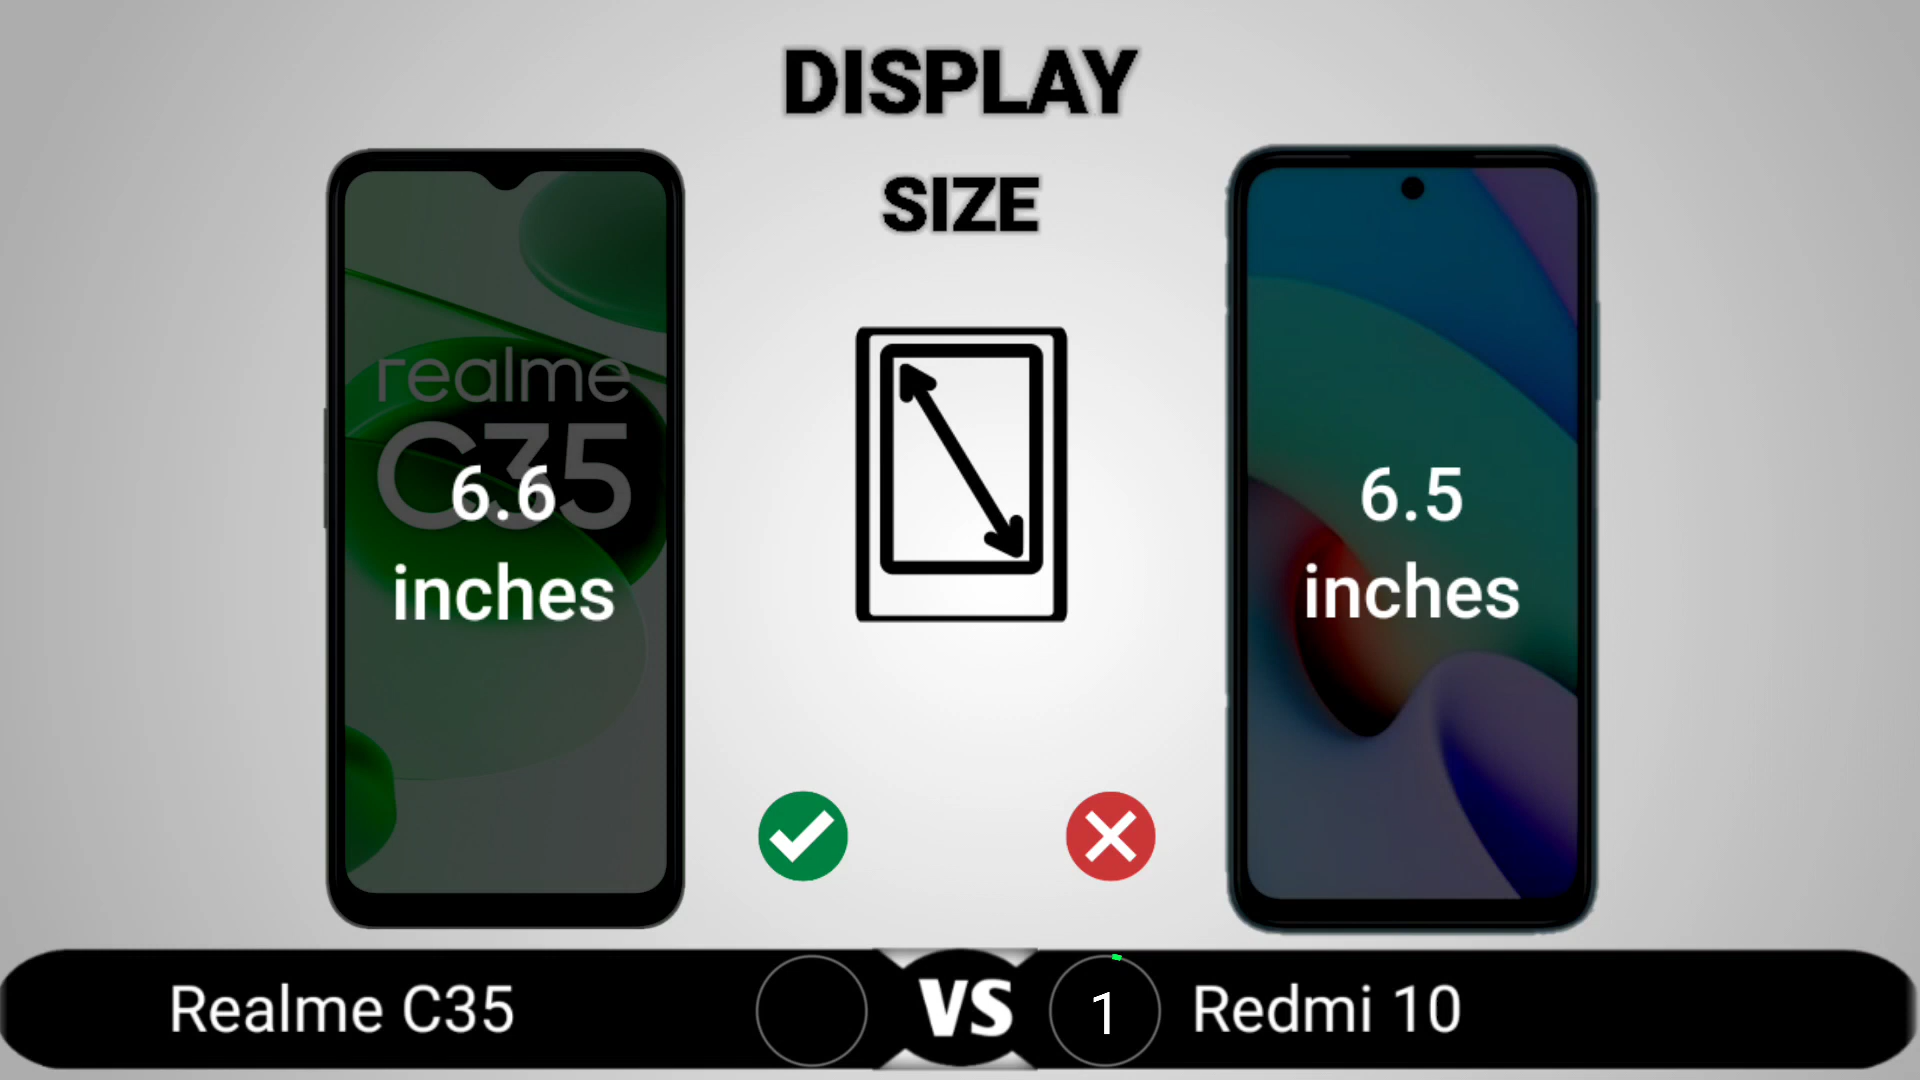 DISPLAY
SIZE
realme
C35
6.6
inches
6.5
inches
Realme C35
VS
1
Redmi 10